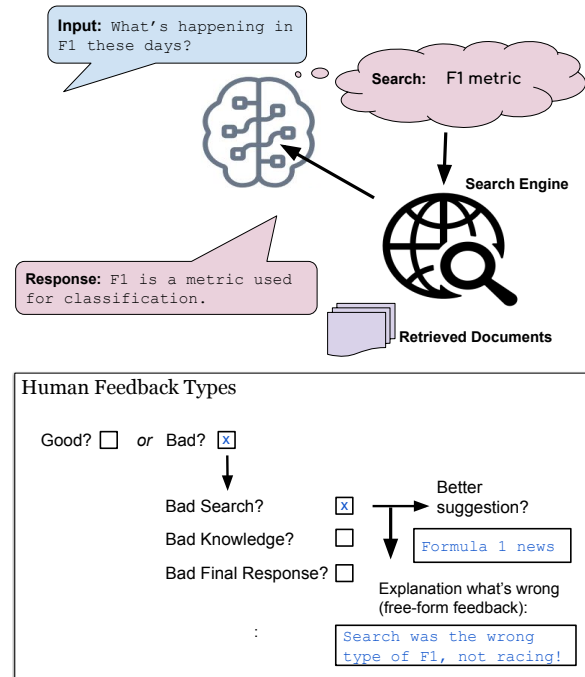 Input: What's happening in
F1 these days?
Search: F1 metric
Search Engine
Response: F1 is a metric used
for classification.
Retrieved Documents
Human Feedback Types
Good? or Bad? x
Bad Search? x
Better
suggestion?
Bad Knowledge?
Formula 1 news
Bad Final Response?
Explanation what's wrong
(free-form feedback):
:
Search was the wrong
type of F1, not racing!